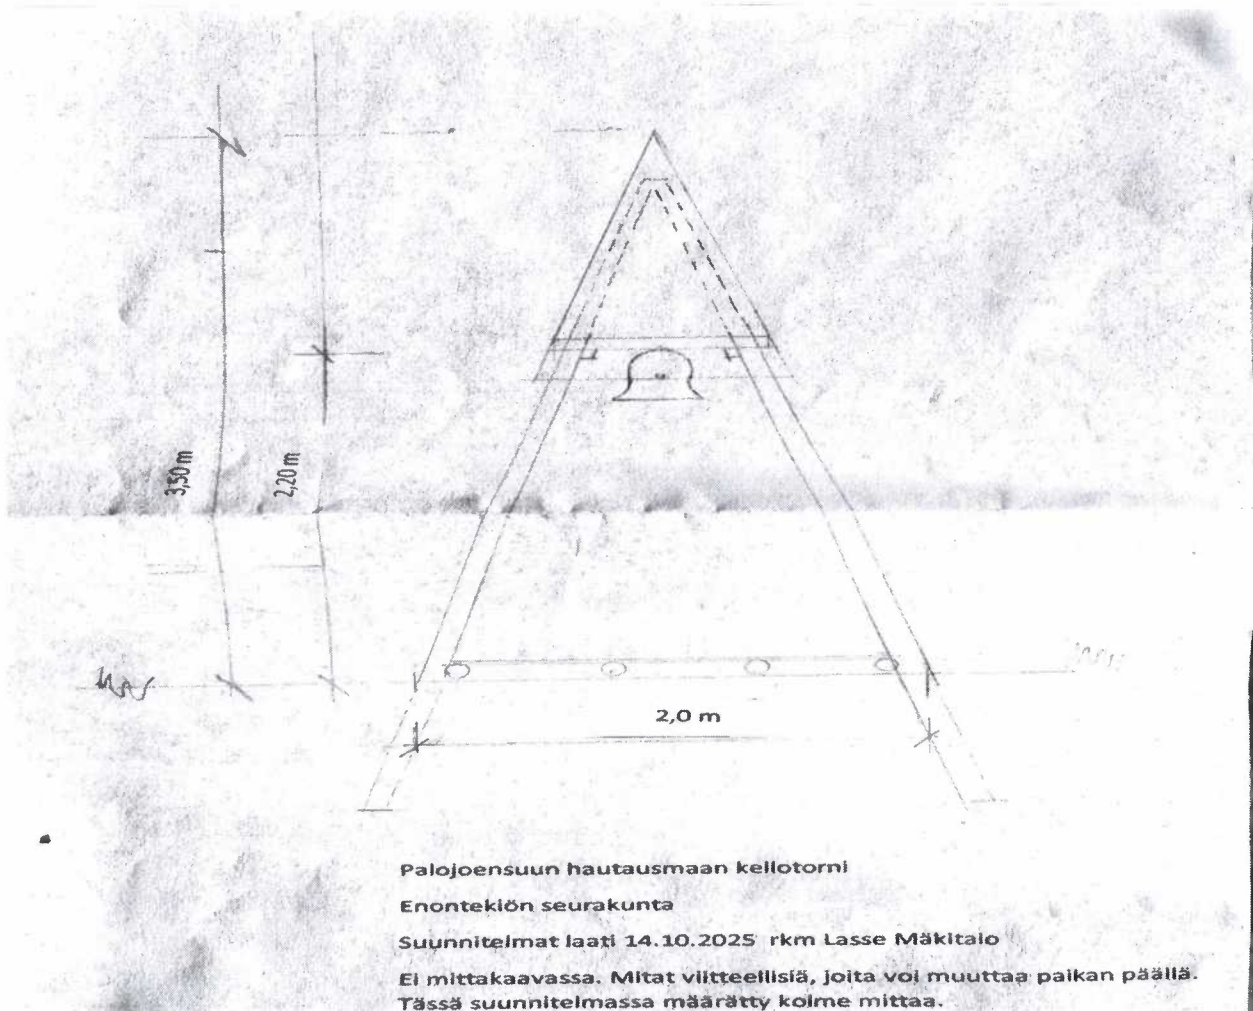 3,50 m
2,20 m
2,0 m
Palojoensuun hautausmaan kellotorni
Enontekiön seurakunta
Suunnitelmat laati 14.10.2025 rkm Lasse Mäkitalo
Ei mittakaavassa. Mitat viitteellisiä, joita voi muuttaa paikan päällä.
Tässä suunnitelmassa määrätty kolme mittaa.